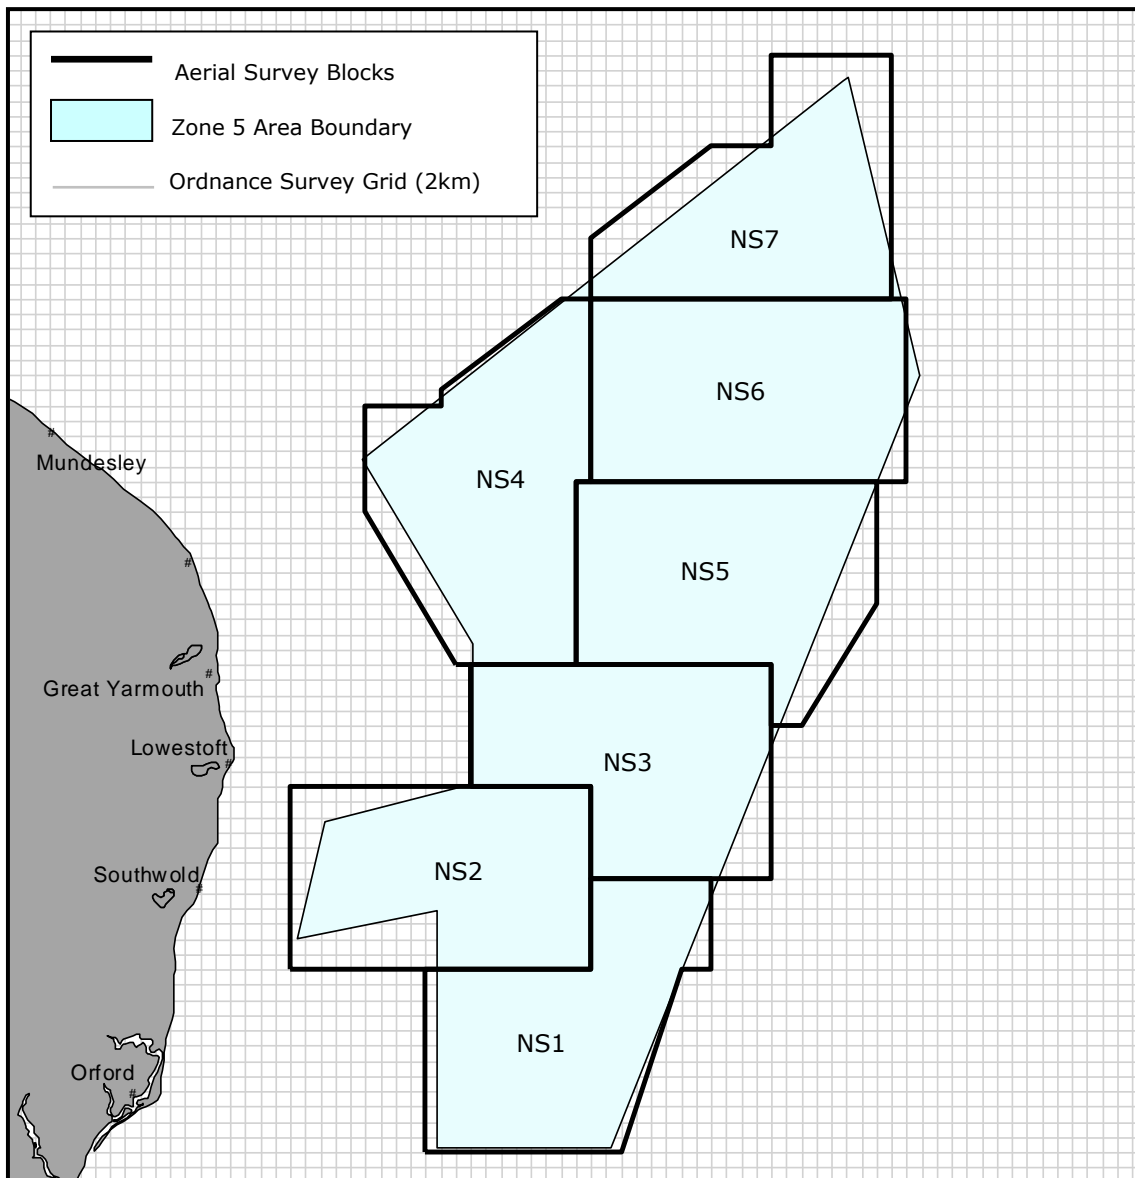 Aerial Survey Blocks
Zone 5 Area Boundary
Ordnance Survey Grid (2km)
NS7
NS6
Mundesley
NS4
NS5
Great Yarmouth
Lowestoft
NS3
Southwold
NS2
NS1
Orford